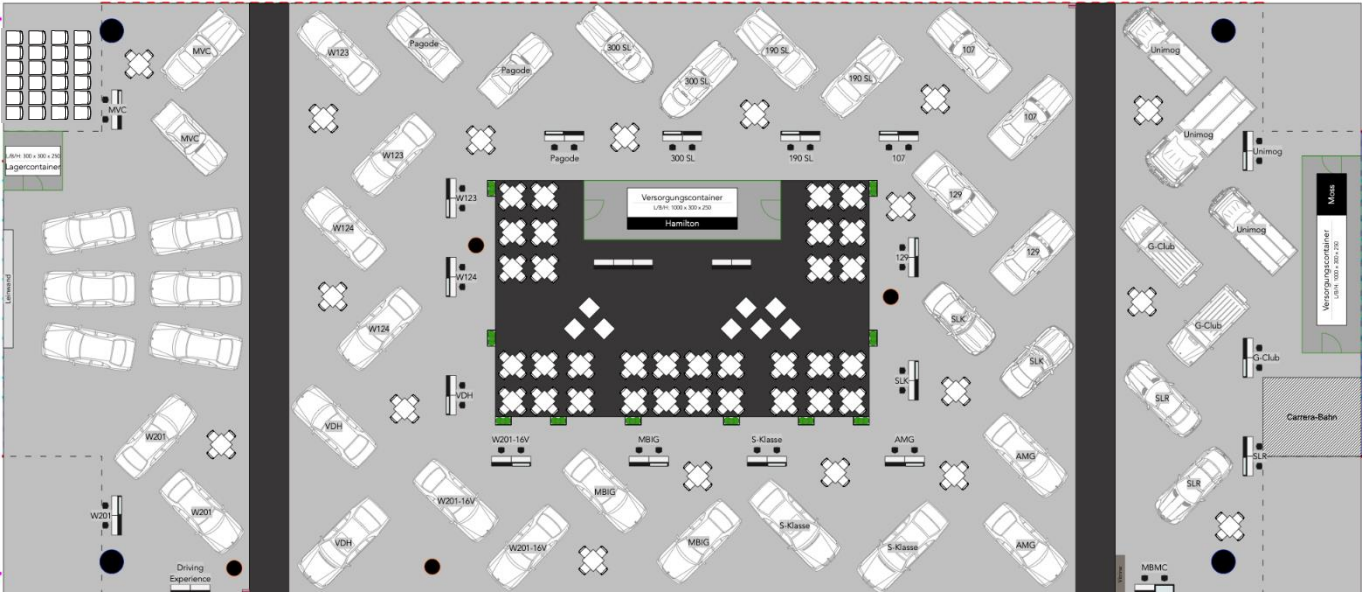 MVC
MVC
MVC
L/B/H: 300 x 300 x 250
Lagercontainer
Leinwand
W201
W201
W201
Driving
Experience
W123
Pagode
Pagode
300 SL
300 SL
190 SL
190 SL
107
107
W123
Pagode
300 SL
190 SL
107
W123
W124
W124
W124
VDH
VDH
VDH
Versorgungscontainer
L/B/H: 1000 x 300 x 250
Hamilton
129
129
129
SLK
SLK
SLK
W201-16V
MBIG
S-Klasse
AMG
W201-16V
W201-16V
MBIG
MBIG
S-Klasse
S-Klasse
AMG
AMG
Unimog
Unimog
Unimog
Unimog
G-Club
G-Club
G-Club
Moss
Versorgungscontainer
L/B/H: 1000 x 300 x 250
Carrera-Bahn
SLR
SLR
SLR
MBMC